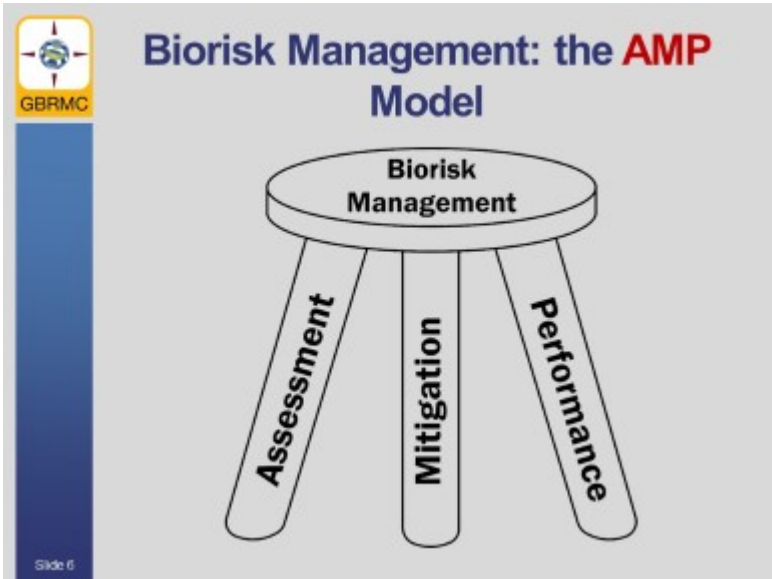 GBRMC
Biorisk Management: the AMP
Model
Biorisk
Management
Assessment
Mitigation
Performance
Slide 6